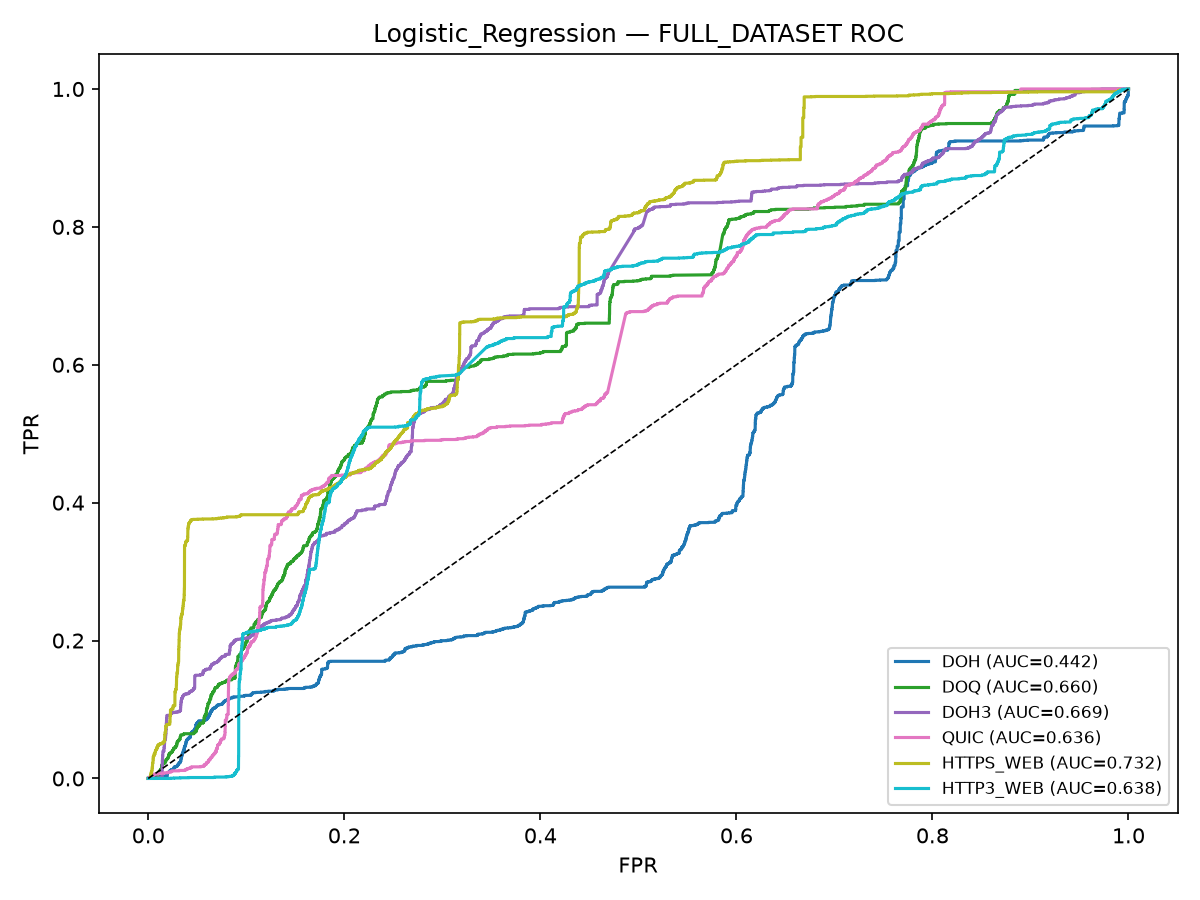 Logistic_Regression — FULL_DATASET ROC
1.0
0.8
0.6
0.4
0.2
0.0
TPR
DOH (AUC=0.442)
DOQ (AUC=0.660)
DOH3 (AUC=0.669)
QUIC (AUC=0.636)
HTTPS_WEB (AUC=0.732)
HTTP3_WEB (AUC=0.638)
0.0 0.2 0.4 0.6 0.8 1.0
FPR